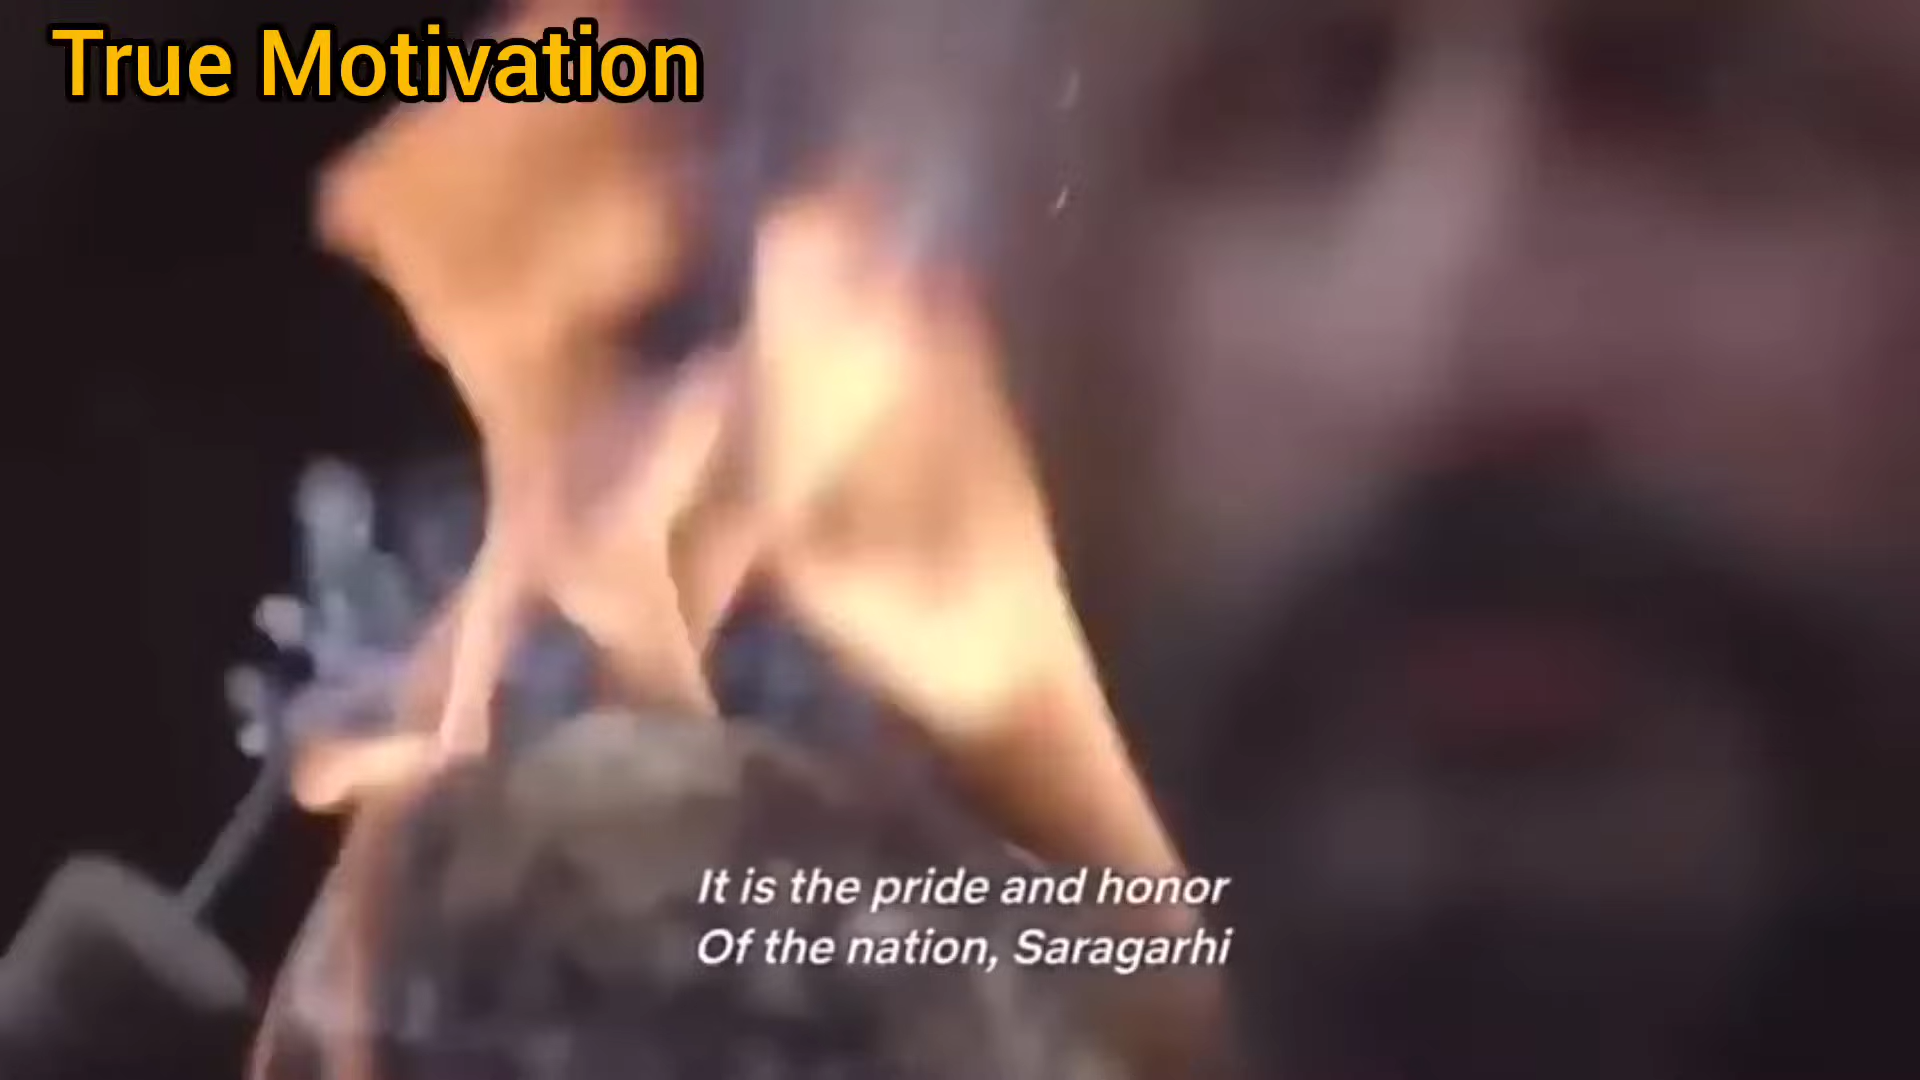 True Motivation
It is the pride and honor
Of the nation, Saragarhi